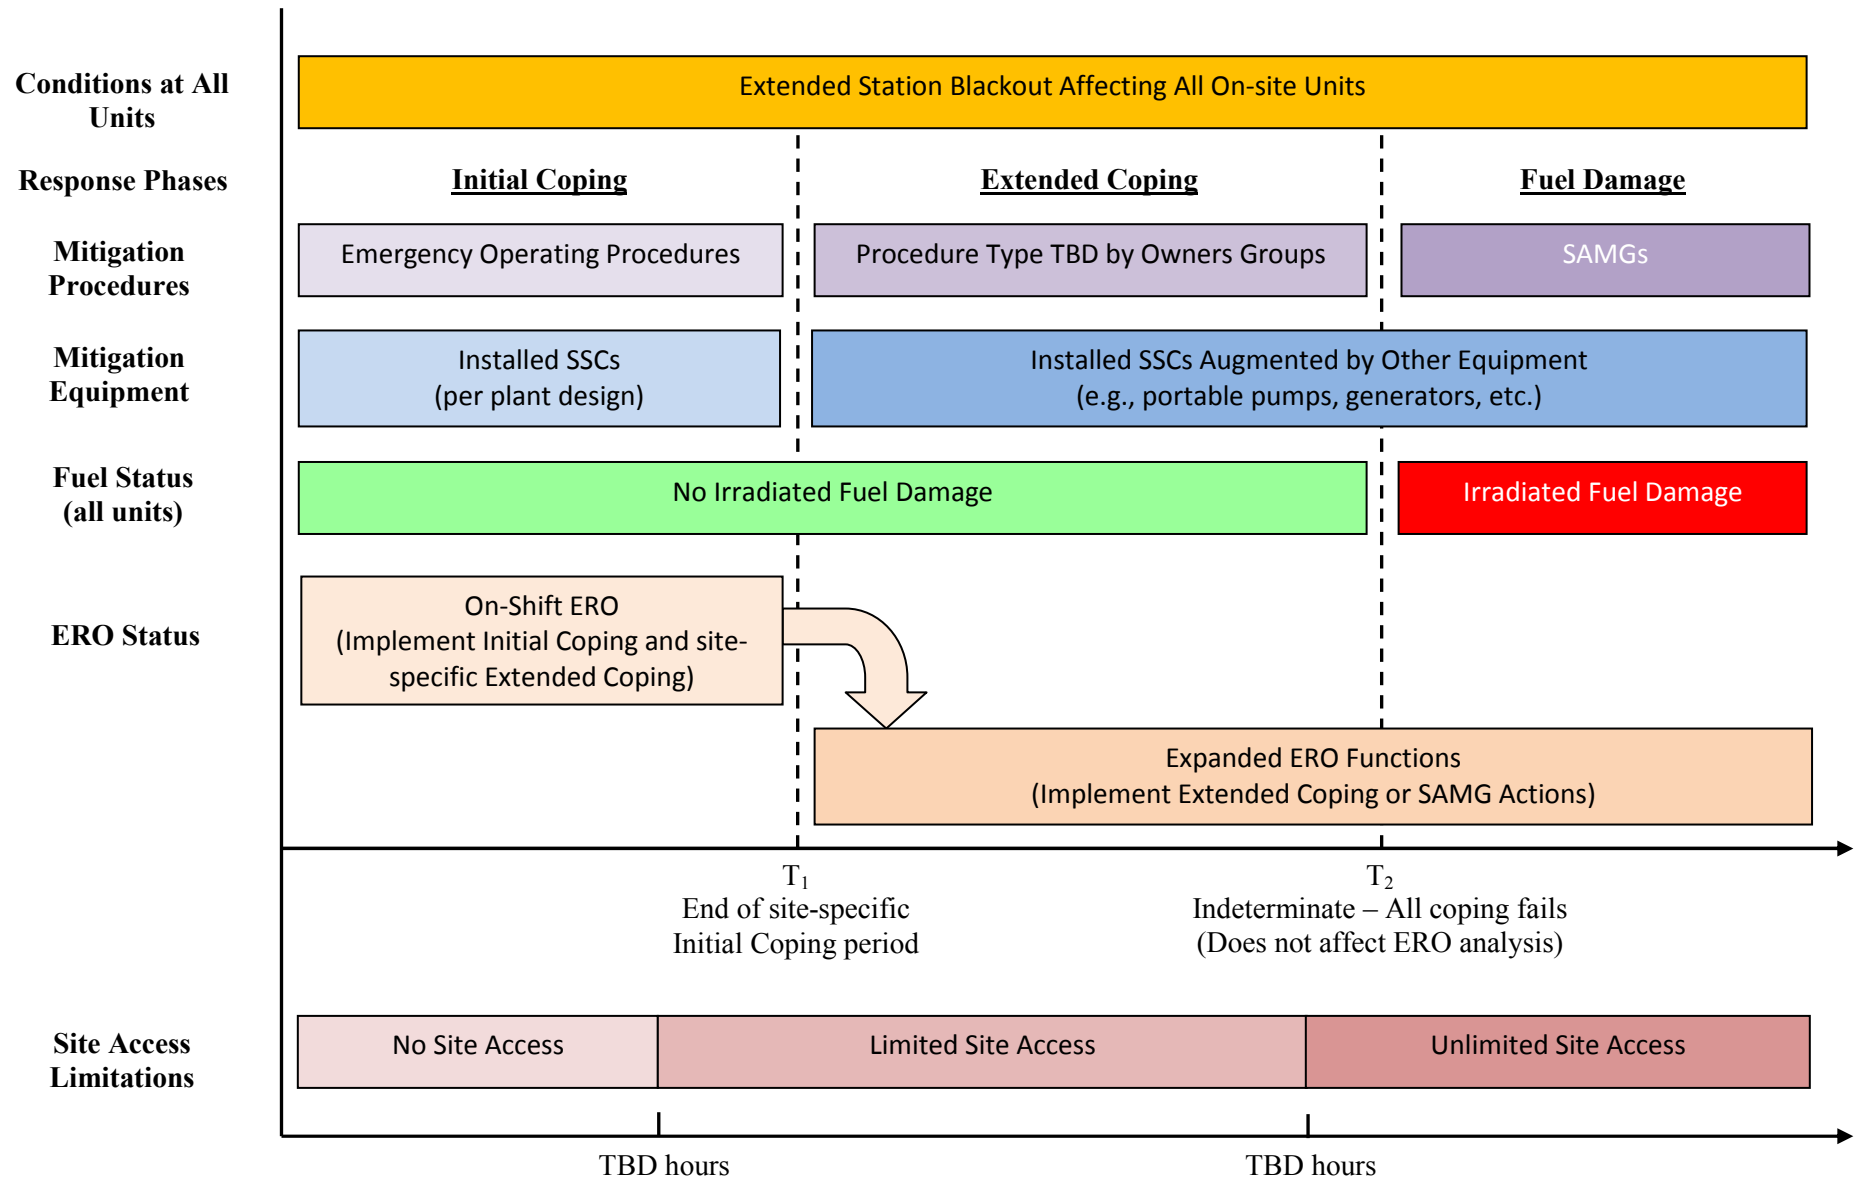 Conditions at All
Units
Extended Station Blackout Affecting All On-site Units
Response Phases
Initial Coping
Extended Coping
Fuel Damage
Mitigation
Procedures
Emergency Operating Procedures
Procedure Type TBD by Owners Groups
SAMGs
Mitigation
Equipment
Installed SSCs
(per plant design)
Installed SSCs Augmented by Other Equipment
(e.g., portable pumps, generators, etc.)
Fuel Status
(all units)
No Irradiated Fuel Damage
Irradiated Fuel Damage
ERO Status
On-Shift ERO
(Implement Initial Coping and site-
specific Extended Coping)
Expanded ERO Functions
(Implement Extended Coping or SAMG Actions)
T1
End of site-specific
Initial Coping period
T2
Indeterminate – All coping fails
(Does not affect ERO analysis)
Site Access
Limitations
No Site Access
Limited Site Access
Unlimited Site Access
TBD hours
TBD hours